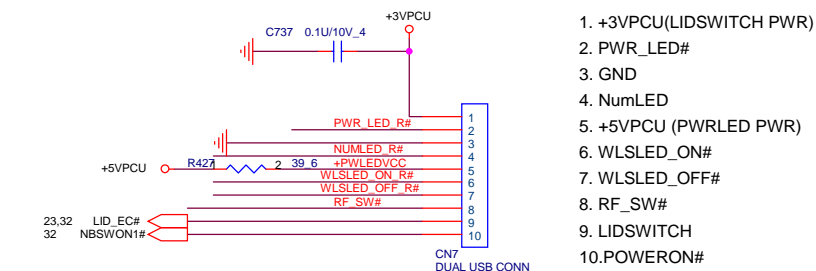 +3VPCU
C737 0.1U/10V_4
PWR_LED_R#
NUMLED_R#
+5VPCU R427 1 2 39_6 +PWLEDVCC
WLSLED_ON_R#
WLSLED_OFF_R#
RF_SW#
23,32 LID_EC#
32 NBSWON1#
1
2
3
4
5
6
7
8
9
10
CN7
DUAL USB CONN
1. +3VPCU(LIDSWITCH PWR)
2. PWR_LED#
3. GND
4. NumLED
5. +5VPCU (PWRLED PWR)
6. WLSLED_ON#
7. WLSLED_OFF#
8. RF_SW#
9. LIDSWITCH
10.POWERON#